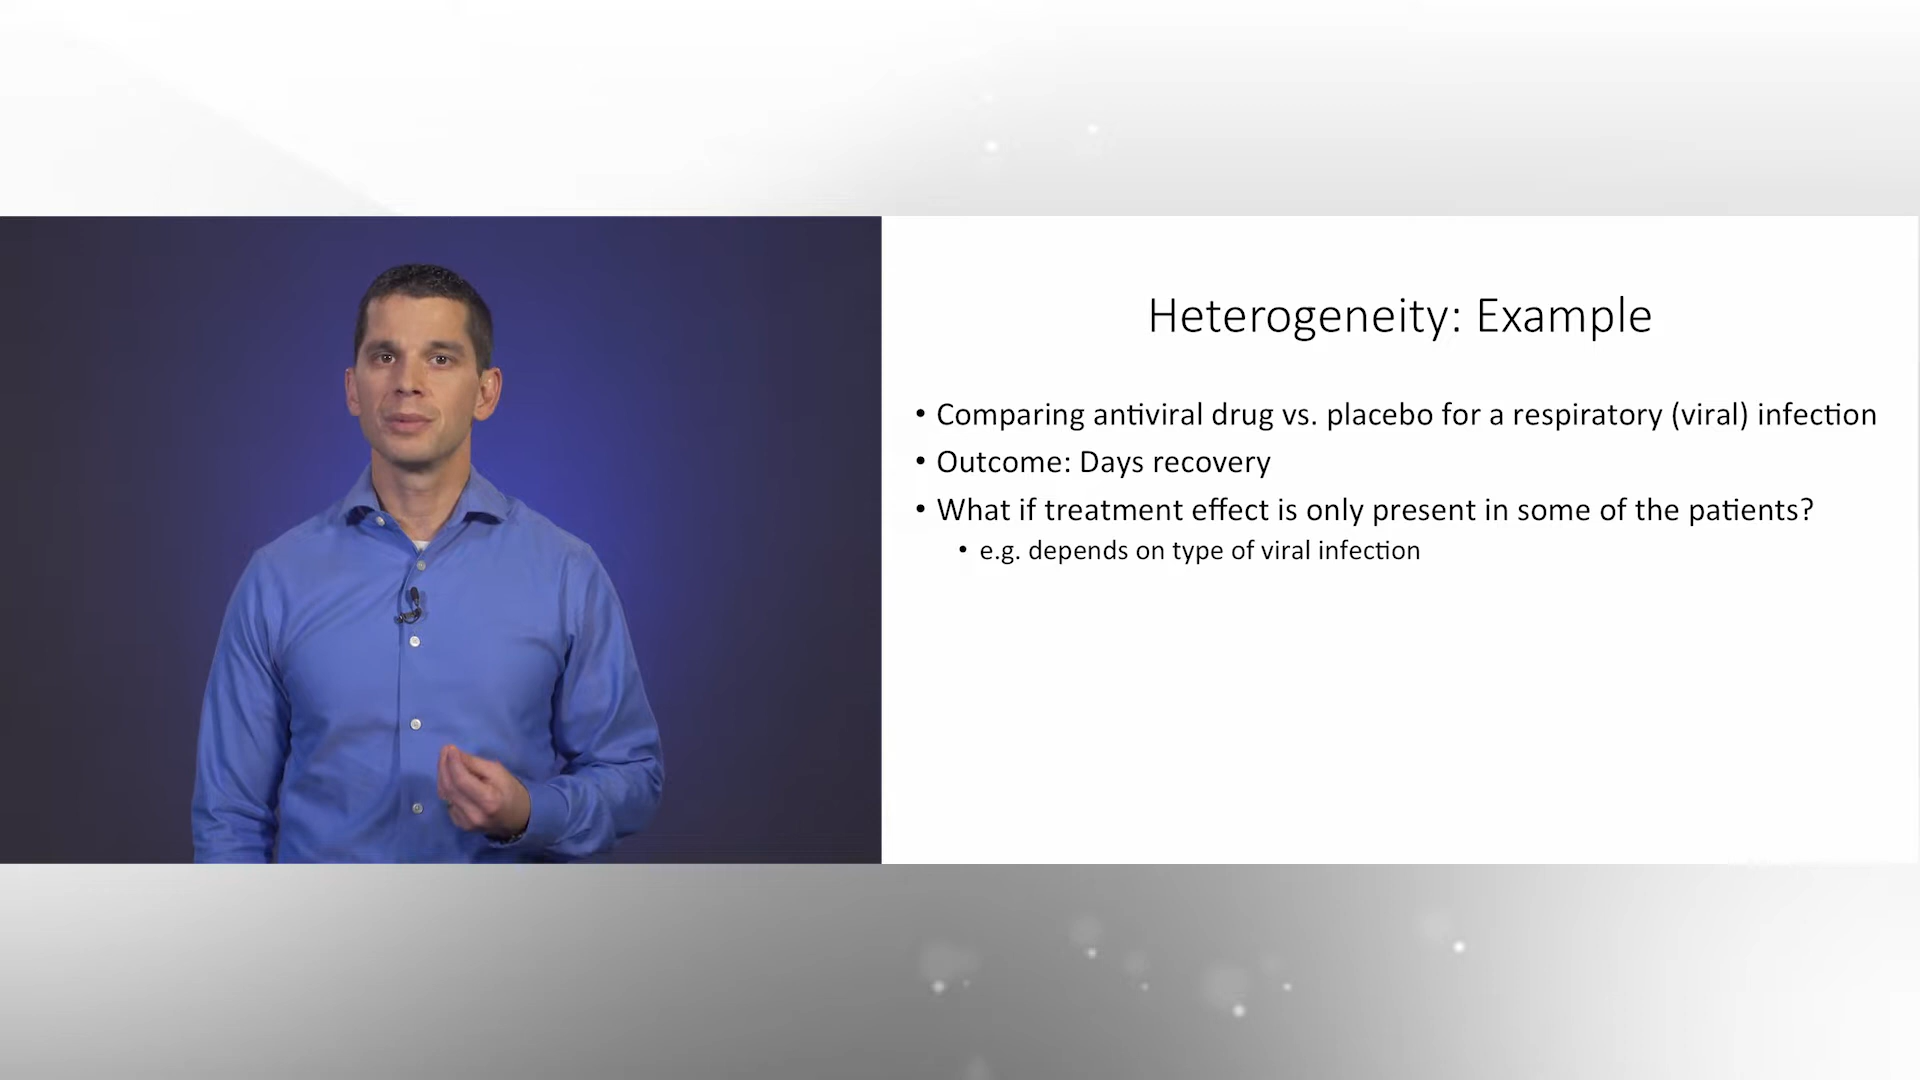 Heterogeneity: Example
• Comparing antiviral drug vs. placebo for a respiratory (viral) infection
• Outcome: Days recovery
• What if treatment effect is only present in some of the patients?
• e.g. depends on type of viral infection